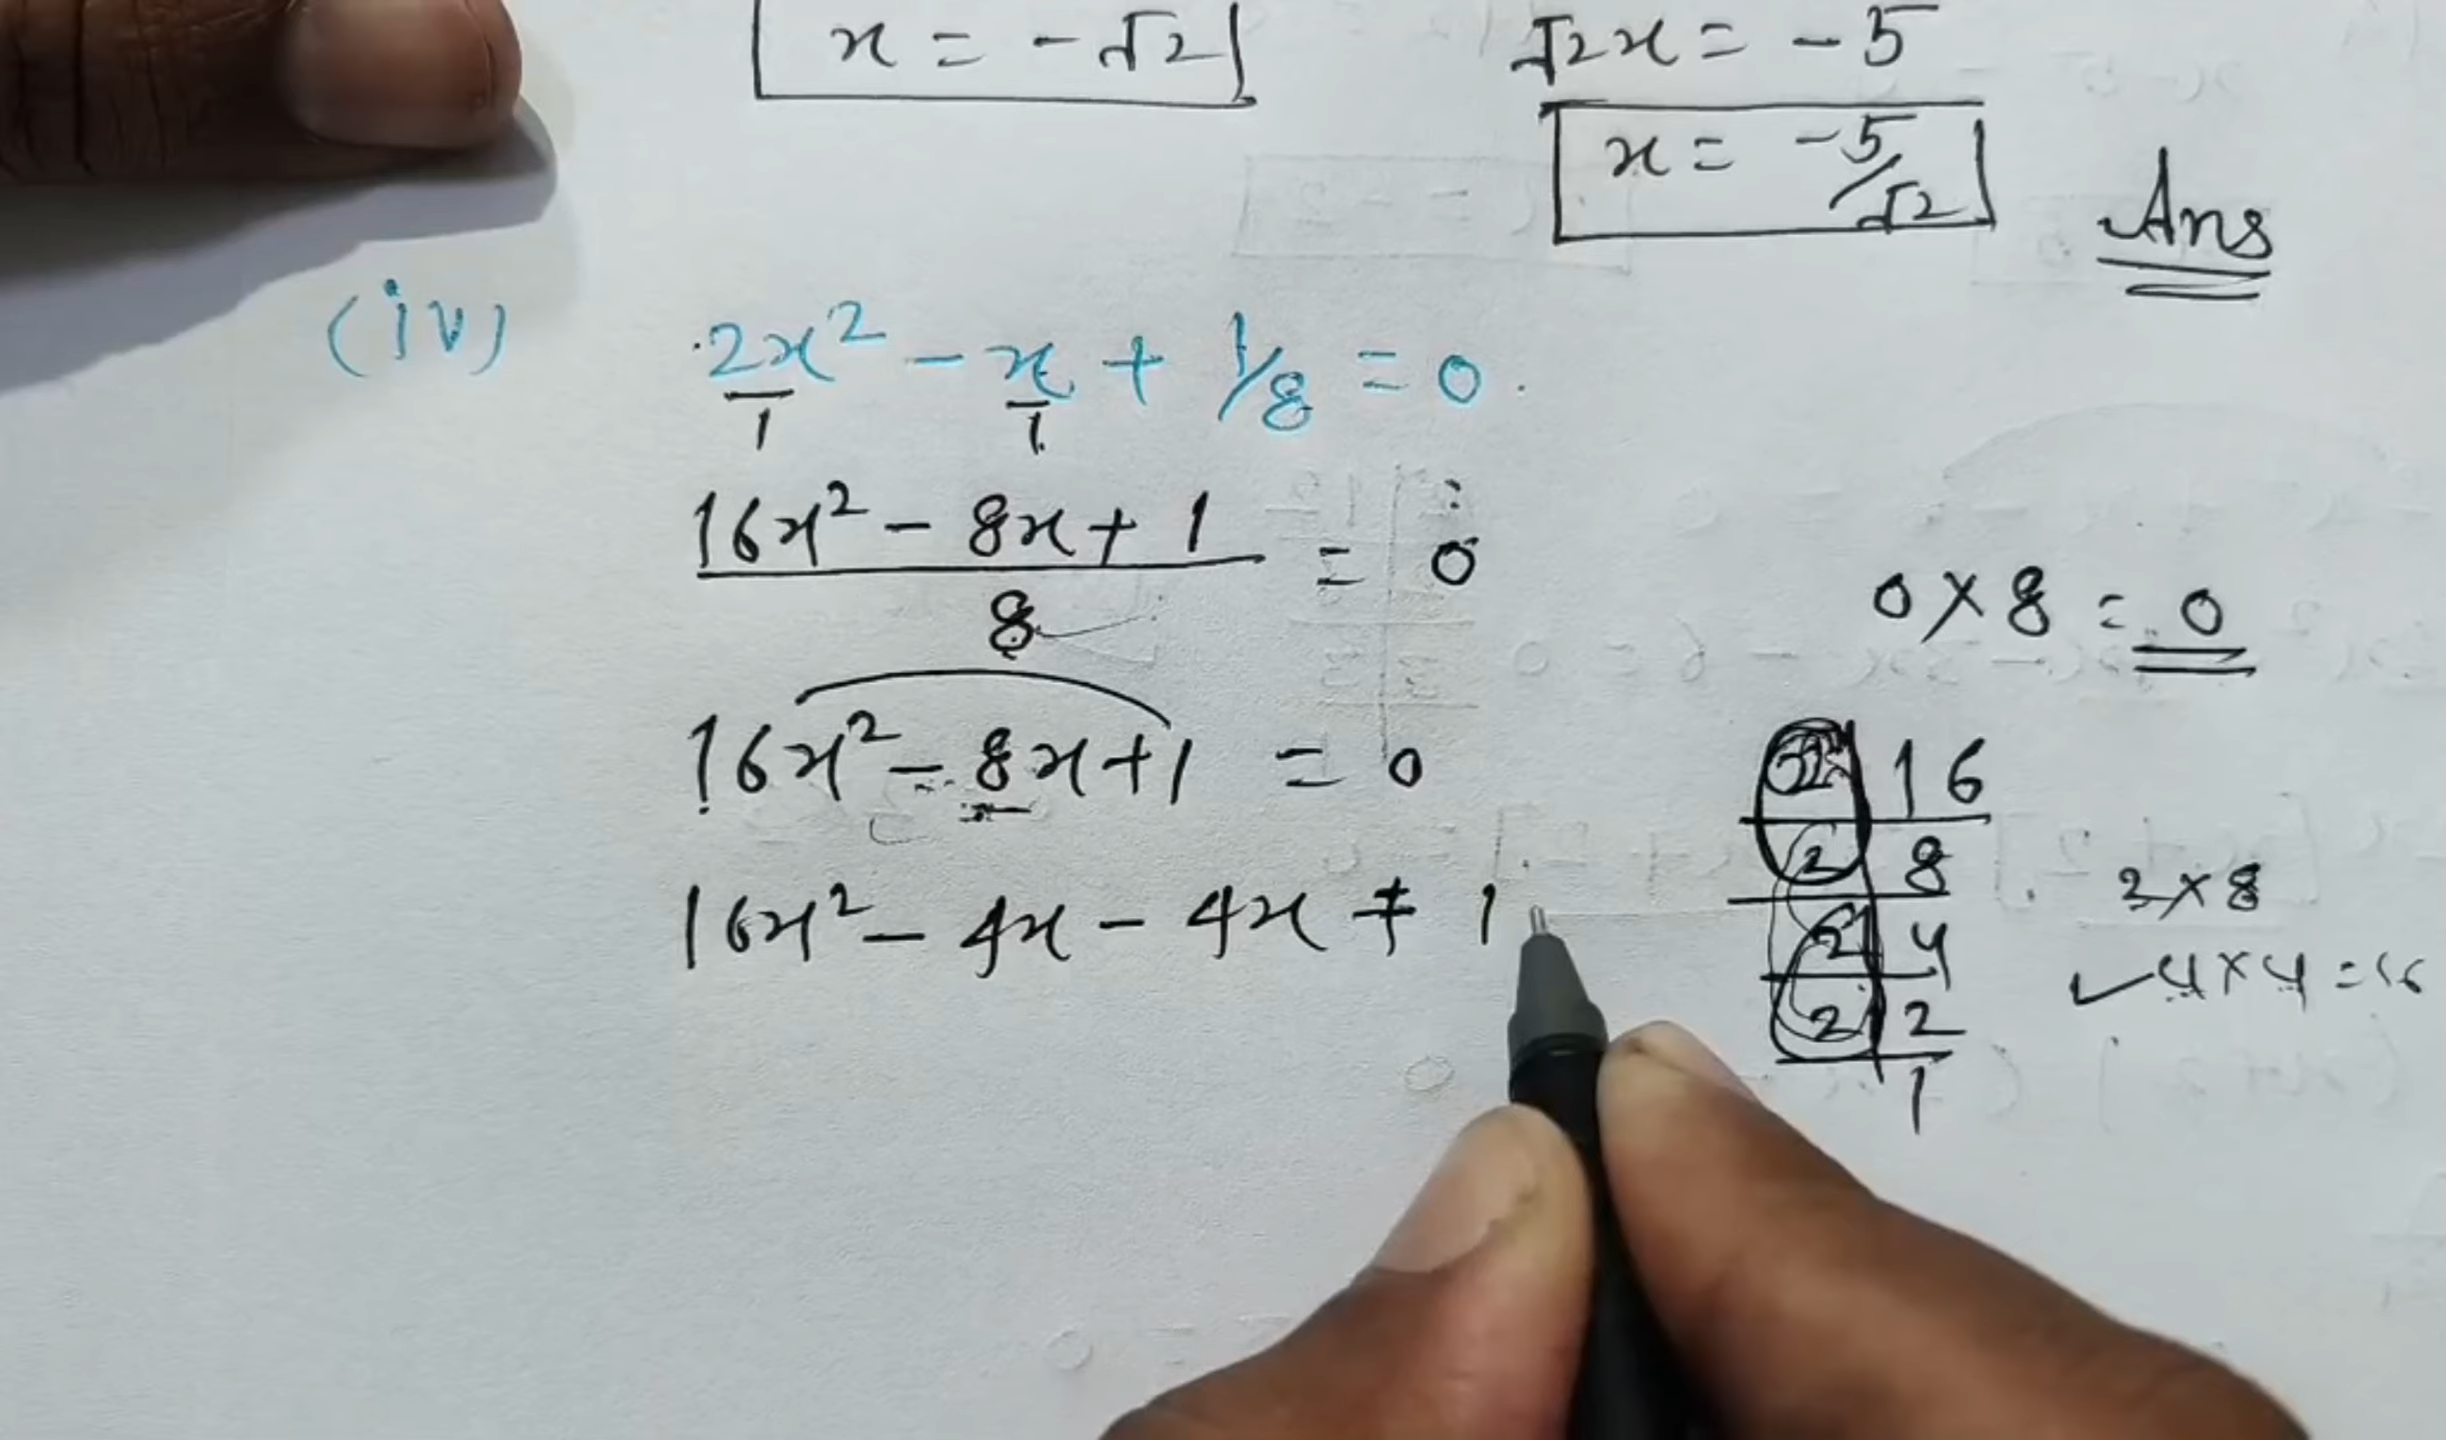 x = -√2
√2x = -5
x = -5/√2
Ans
(iv) 2x²/1 - x/1 + 1/8 = 0
16x² - 8x + 1 = 0
8
0 × 8 = 0
16x² - 8x + 1 = 0
16x² - 4x - 4x + 1
2 | 16
2 | 8
2 | 4
2 | 2
1
2 × 8
✓ 4 × 4 = 16